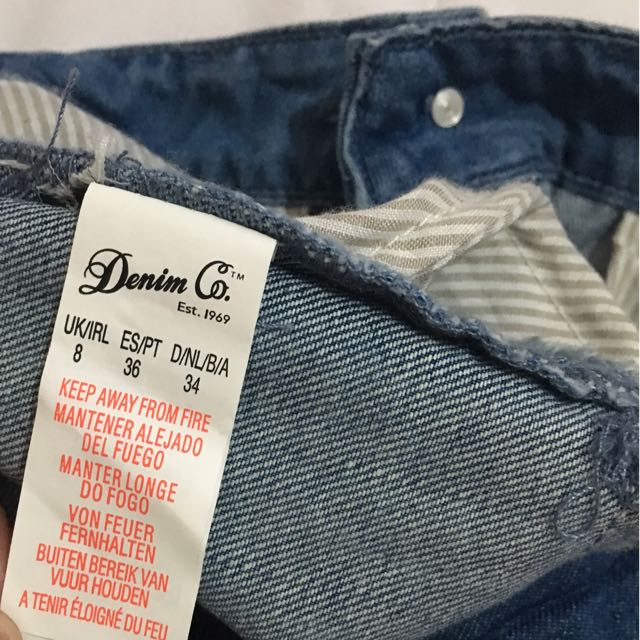 Denim Co.™
Est. 1969
UK/IRL ES/PT D/NL/B/A
8 36 34
KEEP AWAY FROM FIRE
MANTENER ALEJADO
DEL FUEGO
MANTER LONGE
DO FOGO
VON FEUER
FERNHALTEN
BUITEN BEREIK VAN
VUUR HOUDEN
A TENIR ÉLOIGNÉ DU FEU